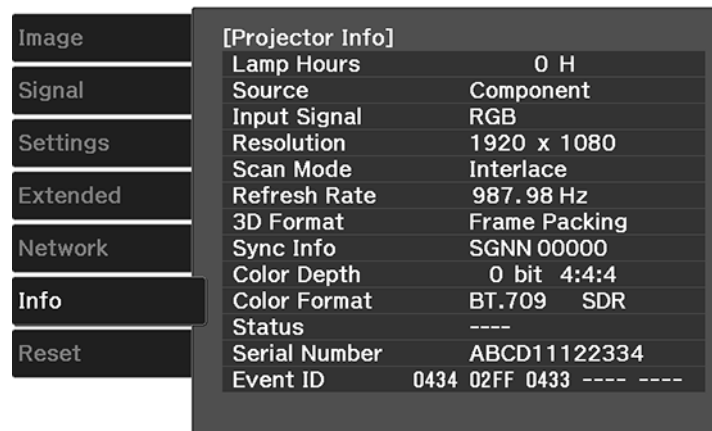 Image
Signal
Settings
Extended
Network
Info
Reset
[Projector Info]
Lamp Hours 0 H
Source Component
Input Signal RGB
Resolution 1920 x 1080
Scan Mode Interlace
Refresh Rate 987.98 Hz
3D Format Frame Packing
Sync Info SGNN 00000
Color Depth 0 bit 4:4:4
Color Format BT.709 SDR
Status ----
Serial Number ABCD11122334
Event ID 0434 02FF 0433 ---- ----